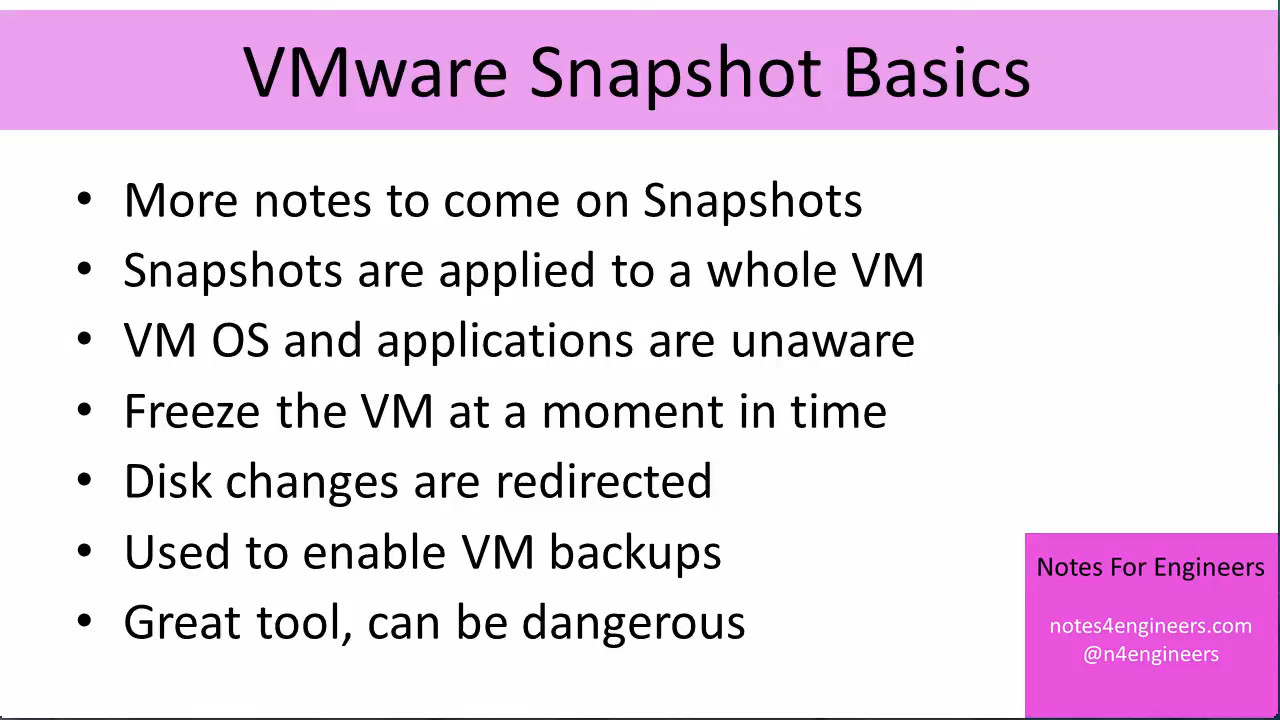 VMware Snapshot Basics
• More notes to come on Snapshots
• Snapshots are applied to a whole VM
• VM OS and applications are unaware
• Freeze the VM at a moment in time
• Disk changes are redirected
• Used to enable VM backups
• Great tool, can be dangerous
Notes For Engineers
notes4engineers.com
@n4engineers